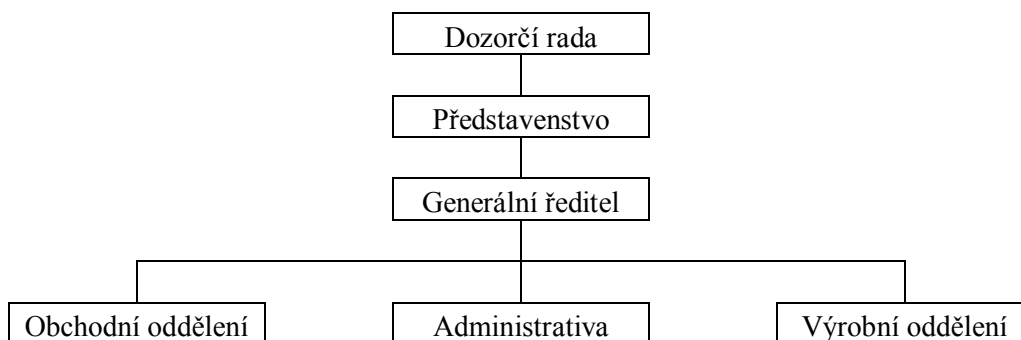 Dozorčí rada
Představenstvo
Generální ředitel
Obchodní oddělení
Administrativa
Výrobní oddělení